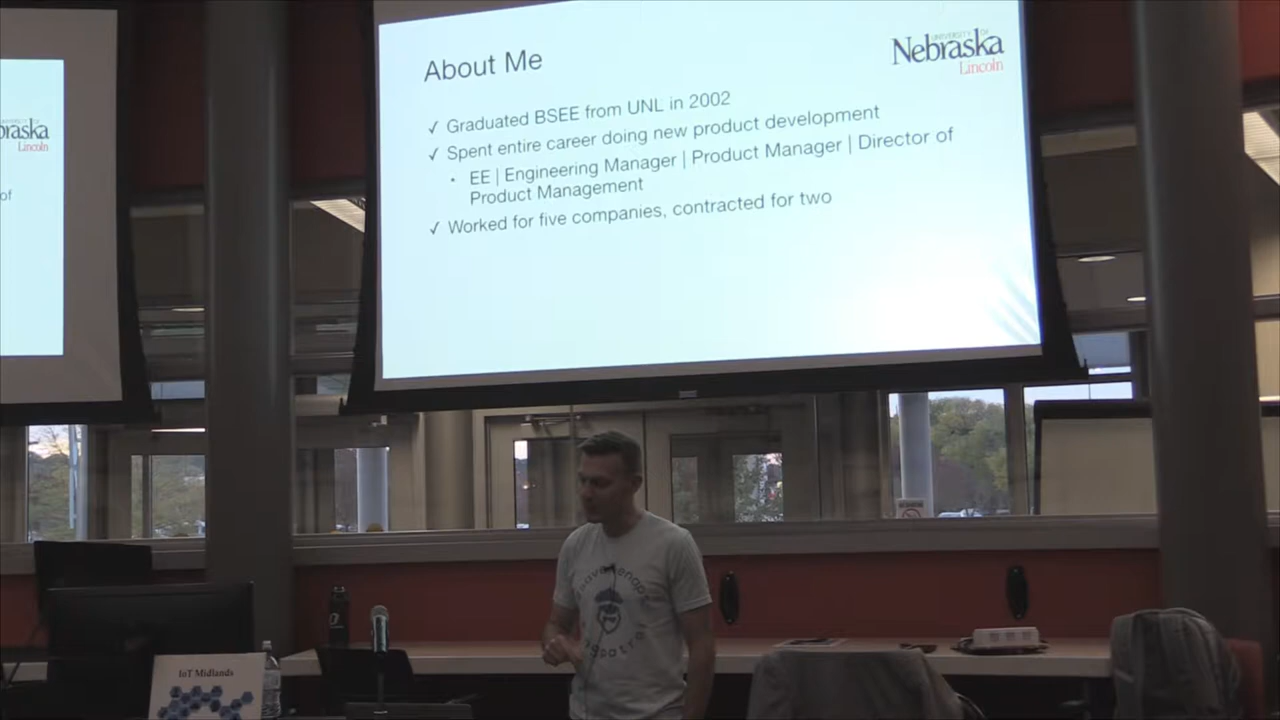 About Me
UNIVERSITY OF
Nebraska
Lincoln
✓ Graduated BSEE from UNL in 2002
✓ Spent entire career doing new product development
• EE | Engineering Manager | Product Manager | Director of
Product Management
✓ Worked for five companies, contracted for two
braska
Lincoln
of
IoT Midlands